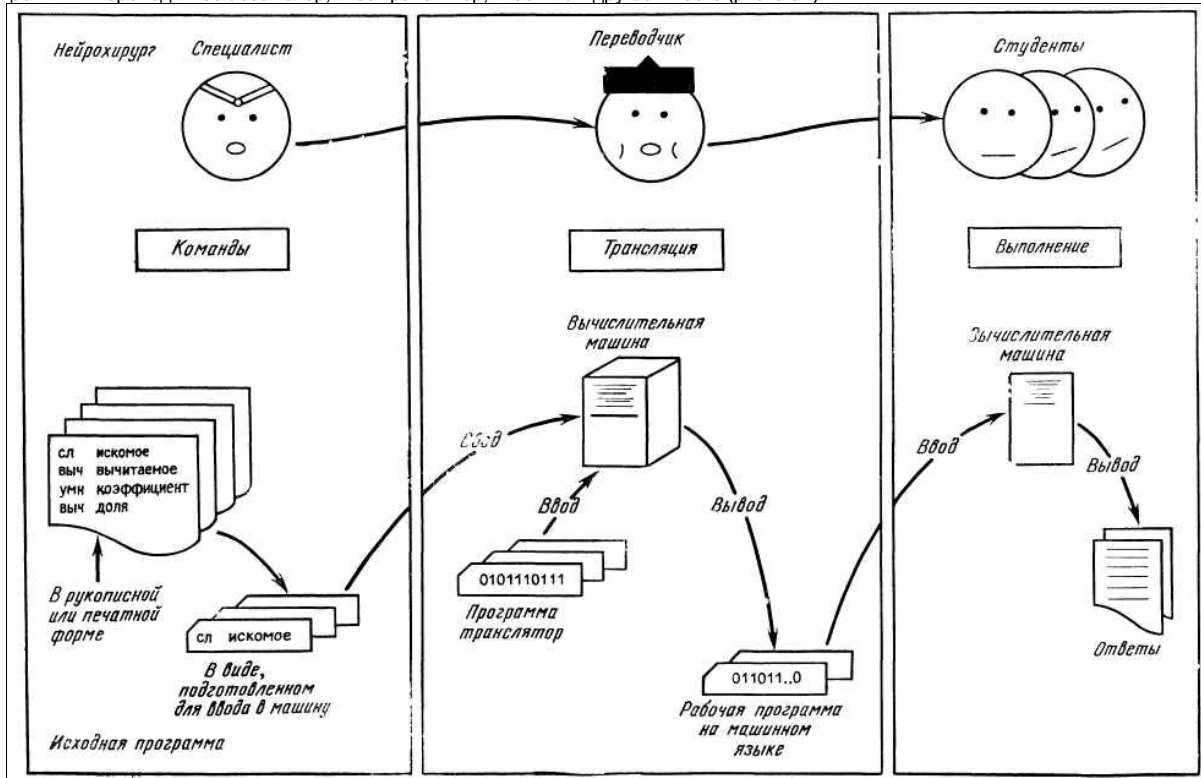 Нейрохирург
Специалист
Переводчик
Студенты
Команды
Трансляция
Выполнение
сл искомое
выч вычитаемое
умн коэффициент
выч доля
В рукописной
или печатной
форме
сл искомое
В виде,
подготовленном
для ввода в машину
Исходная программа
Вычислительная
машина
Ввод
0101110111
Программа
транслятор
Вывод
011011..0
Рабочая программа
на машинном
языке
Ввод
машина
Вывод
Ответы